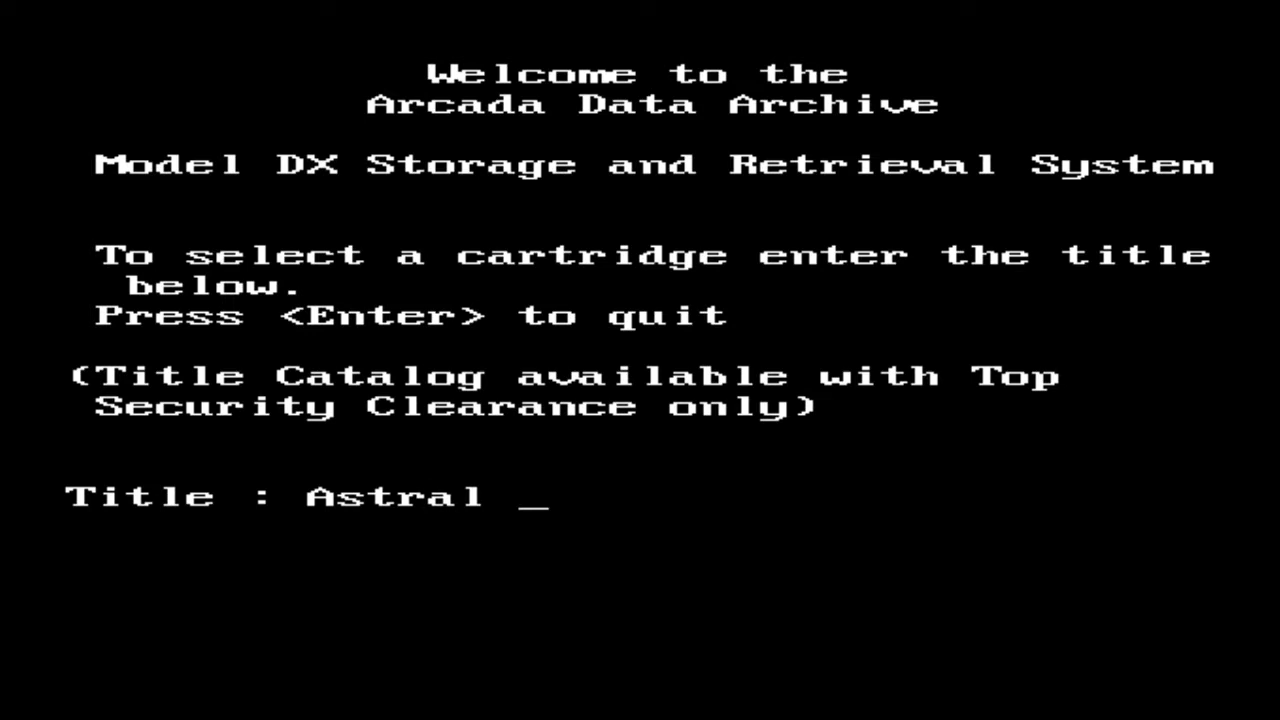 Welcome to the
Arcada Data Archive
Model DX Storage and Retrieval System
To select a cartridge enter the title
below.
Press <Enter> to quit
(Title Catalog available with Top
Security Clearance only)
Title : Astral _